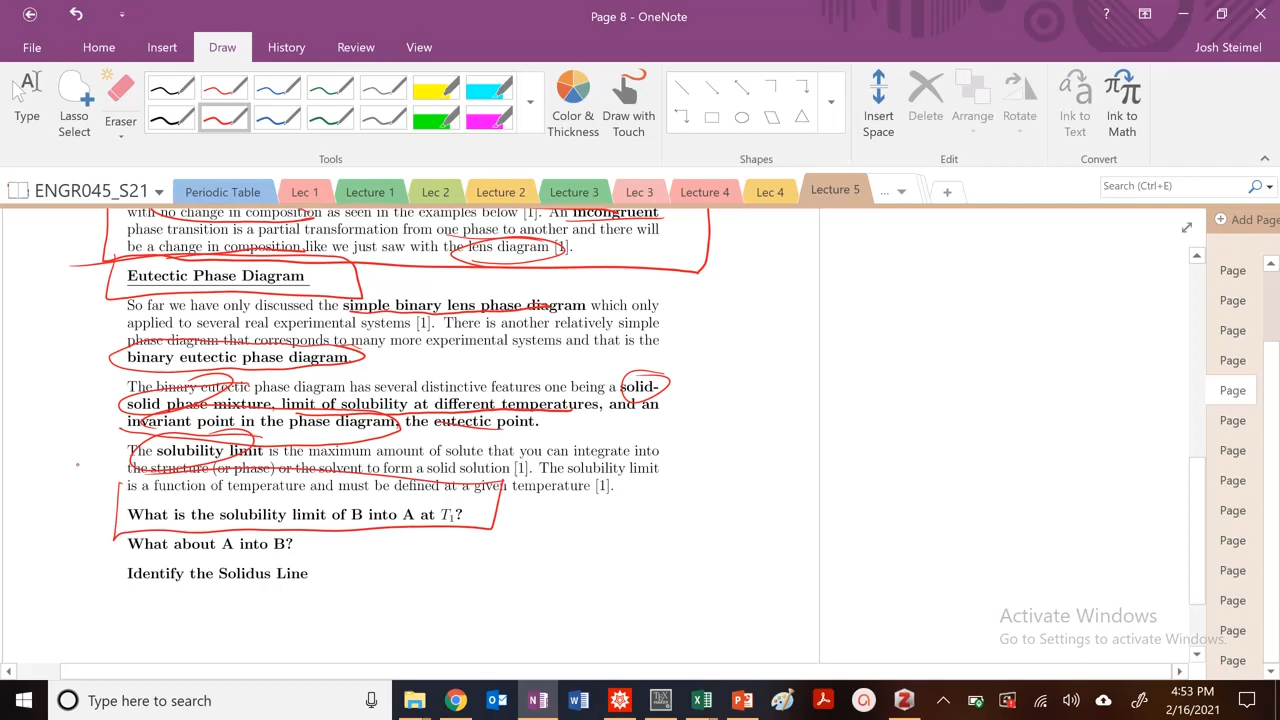 Page 8 - OneNote
?
File Home Insert Draw History Review View Josh Steimel
Type
Lasso Select
Eraser
Color & Thickness
Draw with Touch
Insert Space
Delete
Arrange
Rotate
Ink to Text
Ink to Math
Tools Shapes Edit Convert
ENGR045_S21 Periodic Table Lec 1 Lecture 1 Lec 2 Lecture 2 Lecture 3 Lec 3 Lecture 4 Lec 4 Lecture 5 ... + Search (Ctrl+E)
Add Page
with no change in composition as seen in the examples below [1]. An incongruent
phase transition is a partial transformation from one phase to another and there will
be a change in composition like we just saw with the lens diagram [1].
Eutectic Phase Diagram
So far we have only discussed the simple binary lens phase diagram which only
applied to several real experimental systems [1]. There is another relatively simple
phase diagram that corresponds to many more experimental systems and that is the
binary eutectic phase diagram.
The binary eutectic phase diagram has several distinctive features one being a solid-
solid phase mixture, limit of solubility at different temperatures, and an
invariant point in the phase diagram, the eutectic point.
The solubility limit is the maximum amount of solute that you can integrate into
the structure (or phase) or the solvent to form a solid solution [1]. The solubility limit
is a function of temperature and must be defined at a given temperature [1].
What is the solubility limit of B into A at T1?
What about A into B?
Identify the Solidus Line
Page
Page
Page
Page
Page
Page
Page
Page
Page
Page
Page
Page
Page
Page
Activate Windows
Go to Settings to activate Windows.
Type here to search
4:53 PM
2/16/2021